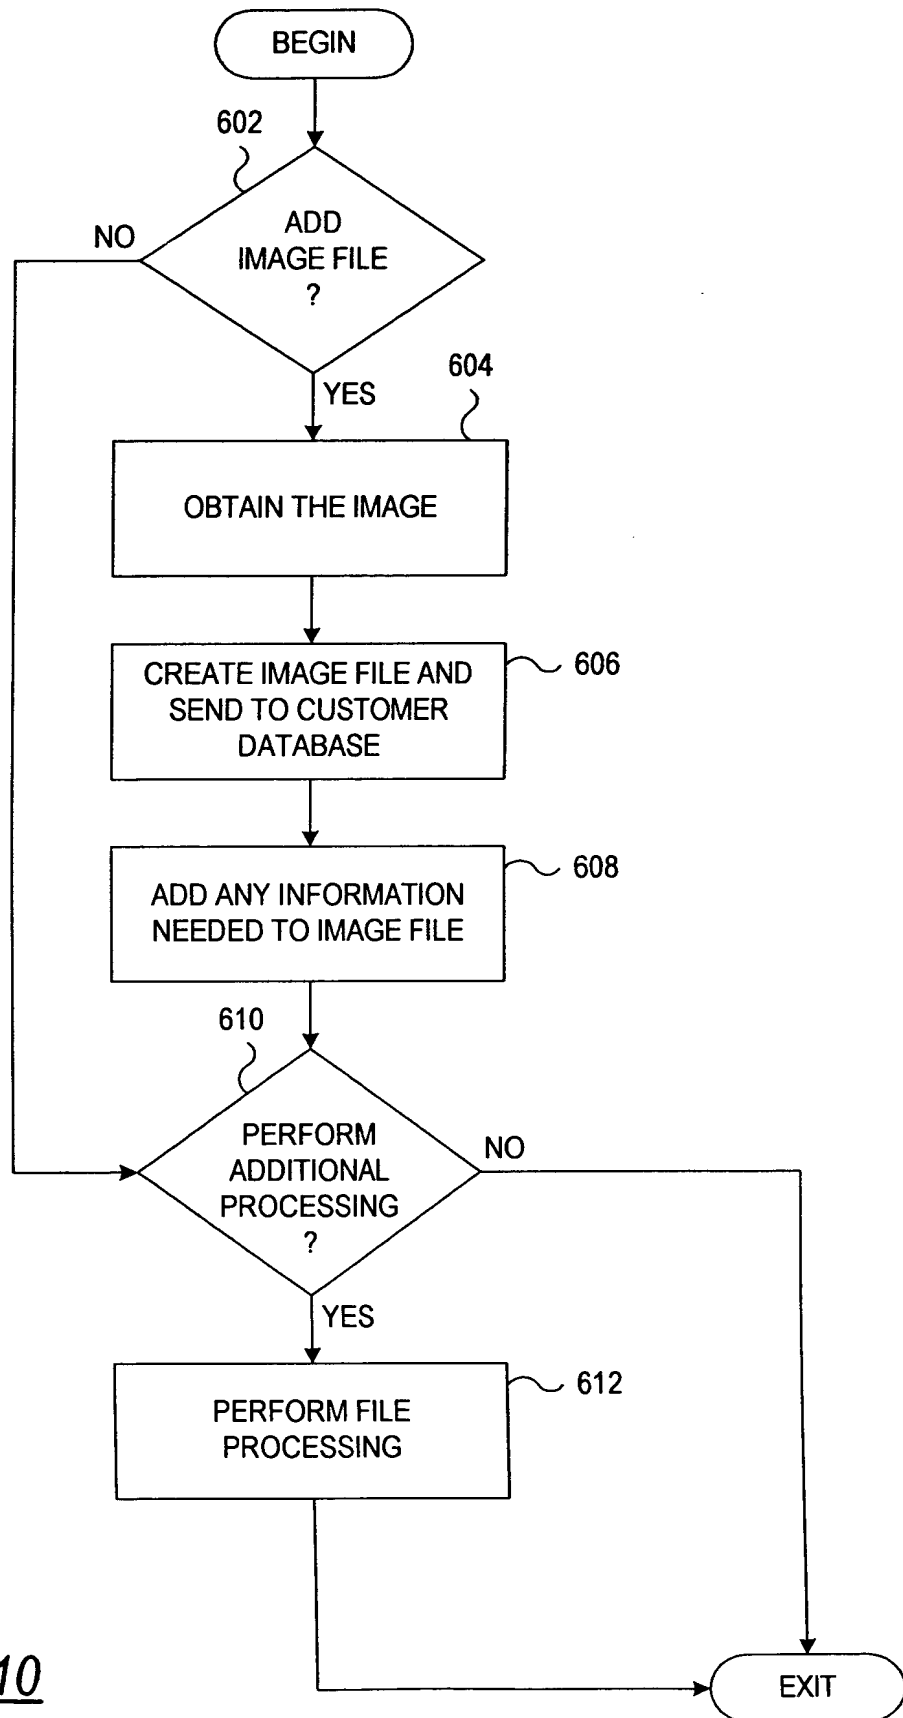 BEGIN
602
ADD
IMAGE FILE
?
NO
YES
604
OBTAIN THE IMAGE
CREATE IMAGE FILE AND
SEND TO CUSTOMER
DATABASE
606
ADD ANY INFORMATION
NEEDED TO IMAGE FILE
608
610
PERFORM
ADDITIONAL
PROCESSING
?
NO
YES
PERFORM FILE
PROCESSING
612
10
EXIT